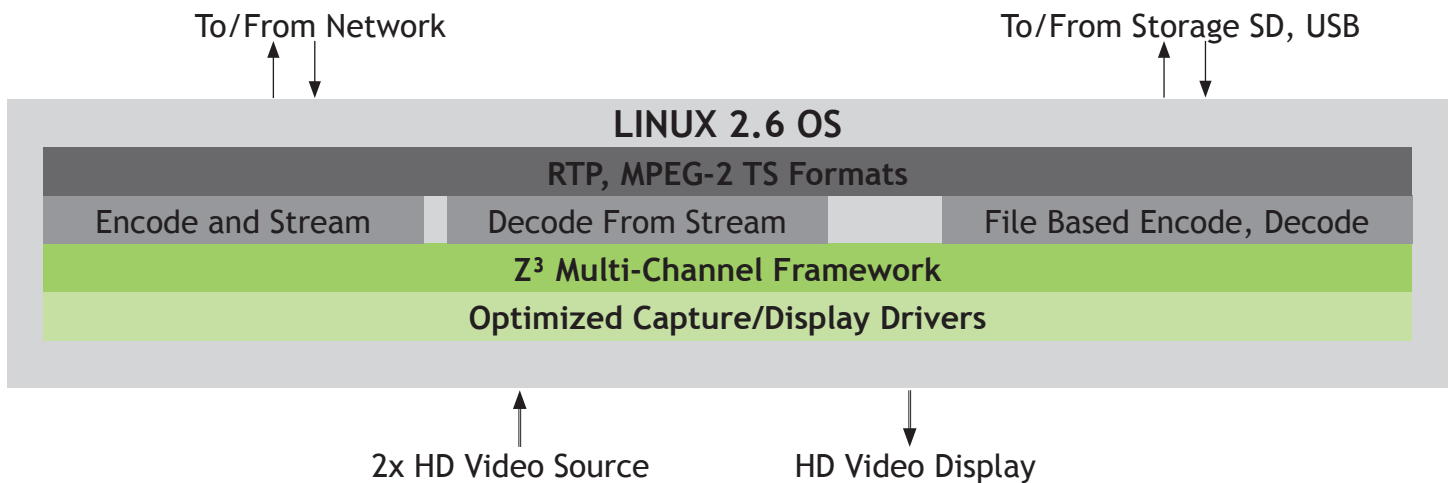 To/From Network
To/From Storage SD, USB
LINUX 2.6 OS
RTP, MPEG-2 TS Formats
Encode and Stream
Decode From Stream
File Based Encode, Decode
Z³ Multi-Channel Framework
Optimized Capture/Display Drivers
2x HD Video Source
HD Video Display